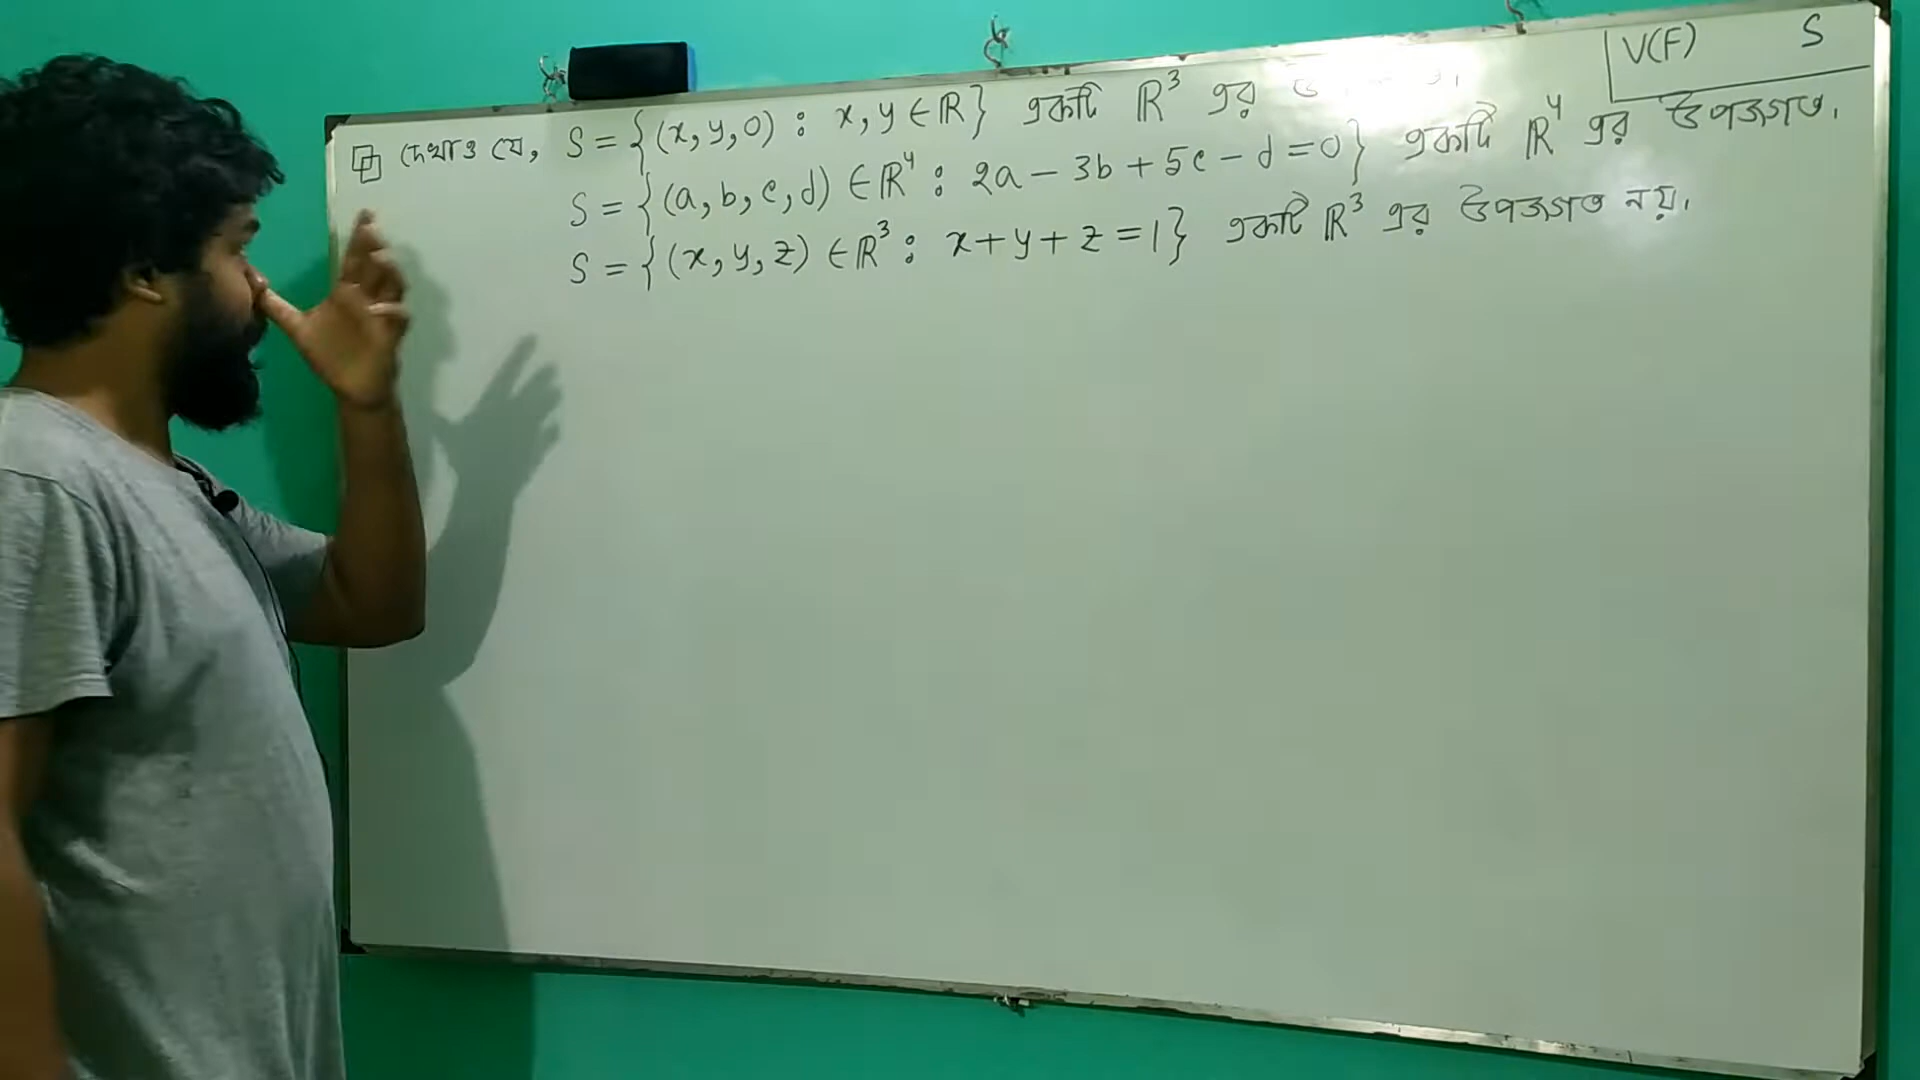 দেখাও যে, S = {(x, y, 0) : x, y ∈ ℝ} একটি ℝ³ এর
S = {(a, b, c, d) ∈ ℝ⁴ : 2a - 3b + 5c - d = 0} একটি ℝ⁴ এর উপজগত।
S = {(x, y, z) ∈ ℝ³ : x + y + z = 1} একটি ℝ³ এর উপজগত নয়।
V(F) S